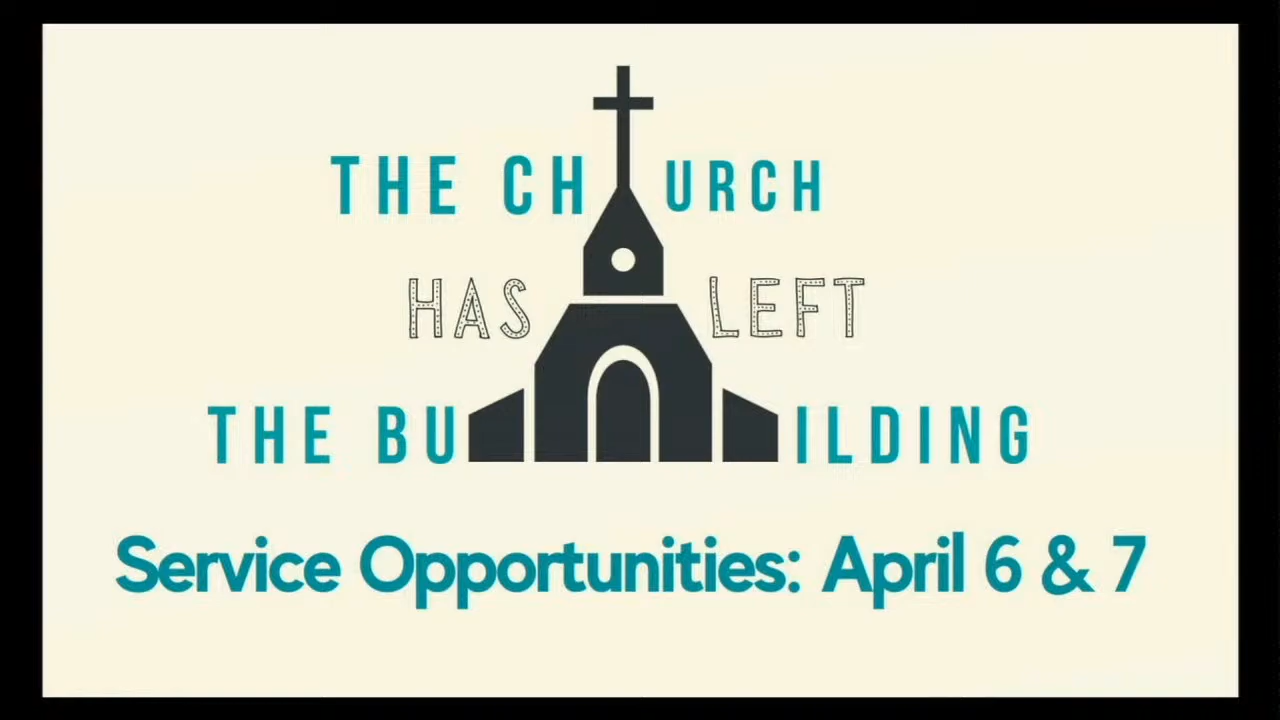 THE CHURCH
HAS LEFT
THE BUILDING
Service Opportunities: April 6 & 7